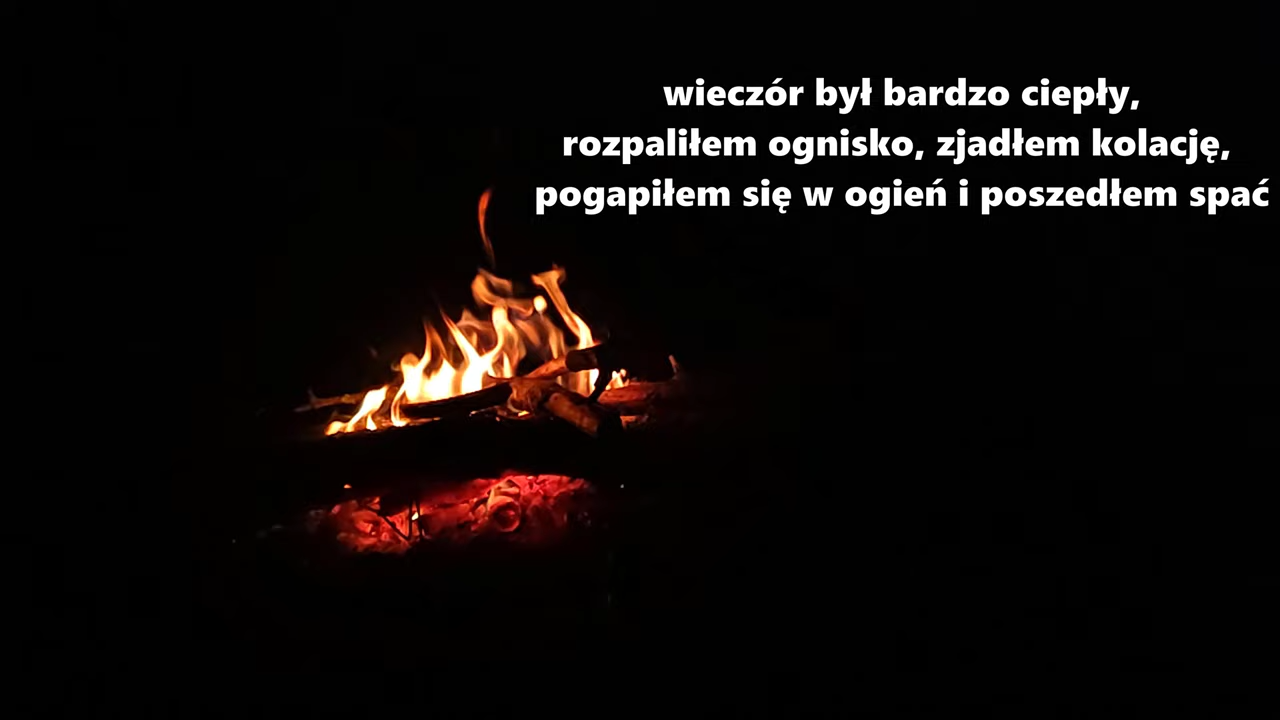 wieczór był bardzo ciepły,
rozpaliłem ognisko, zjadłem kolację,
pogapiłem się w ogień i poszedłem spać